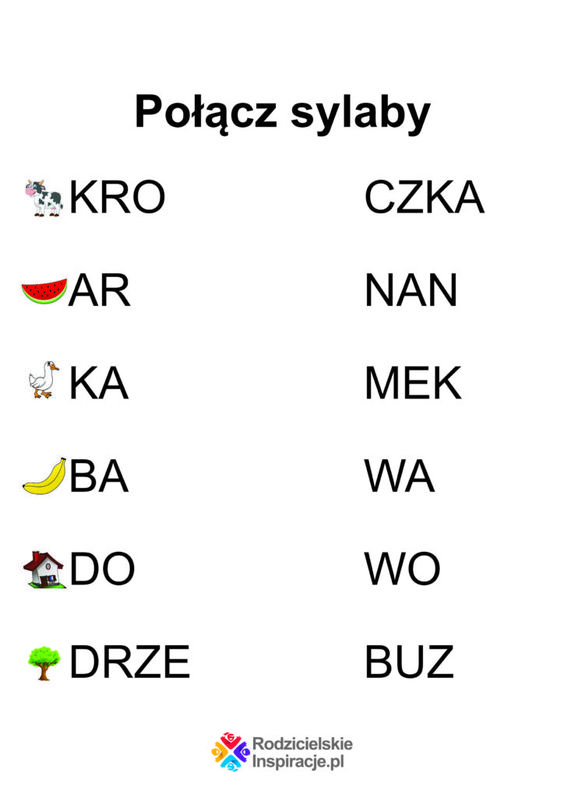 Połącz sylaby
KRO CZKA
AR NAN
KA MEK
BA WA
DO WO
DRZE BUZ
Rodzicielskie
Inspiracje.pl